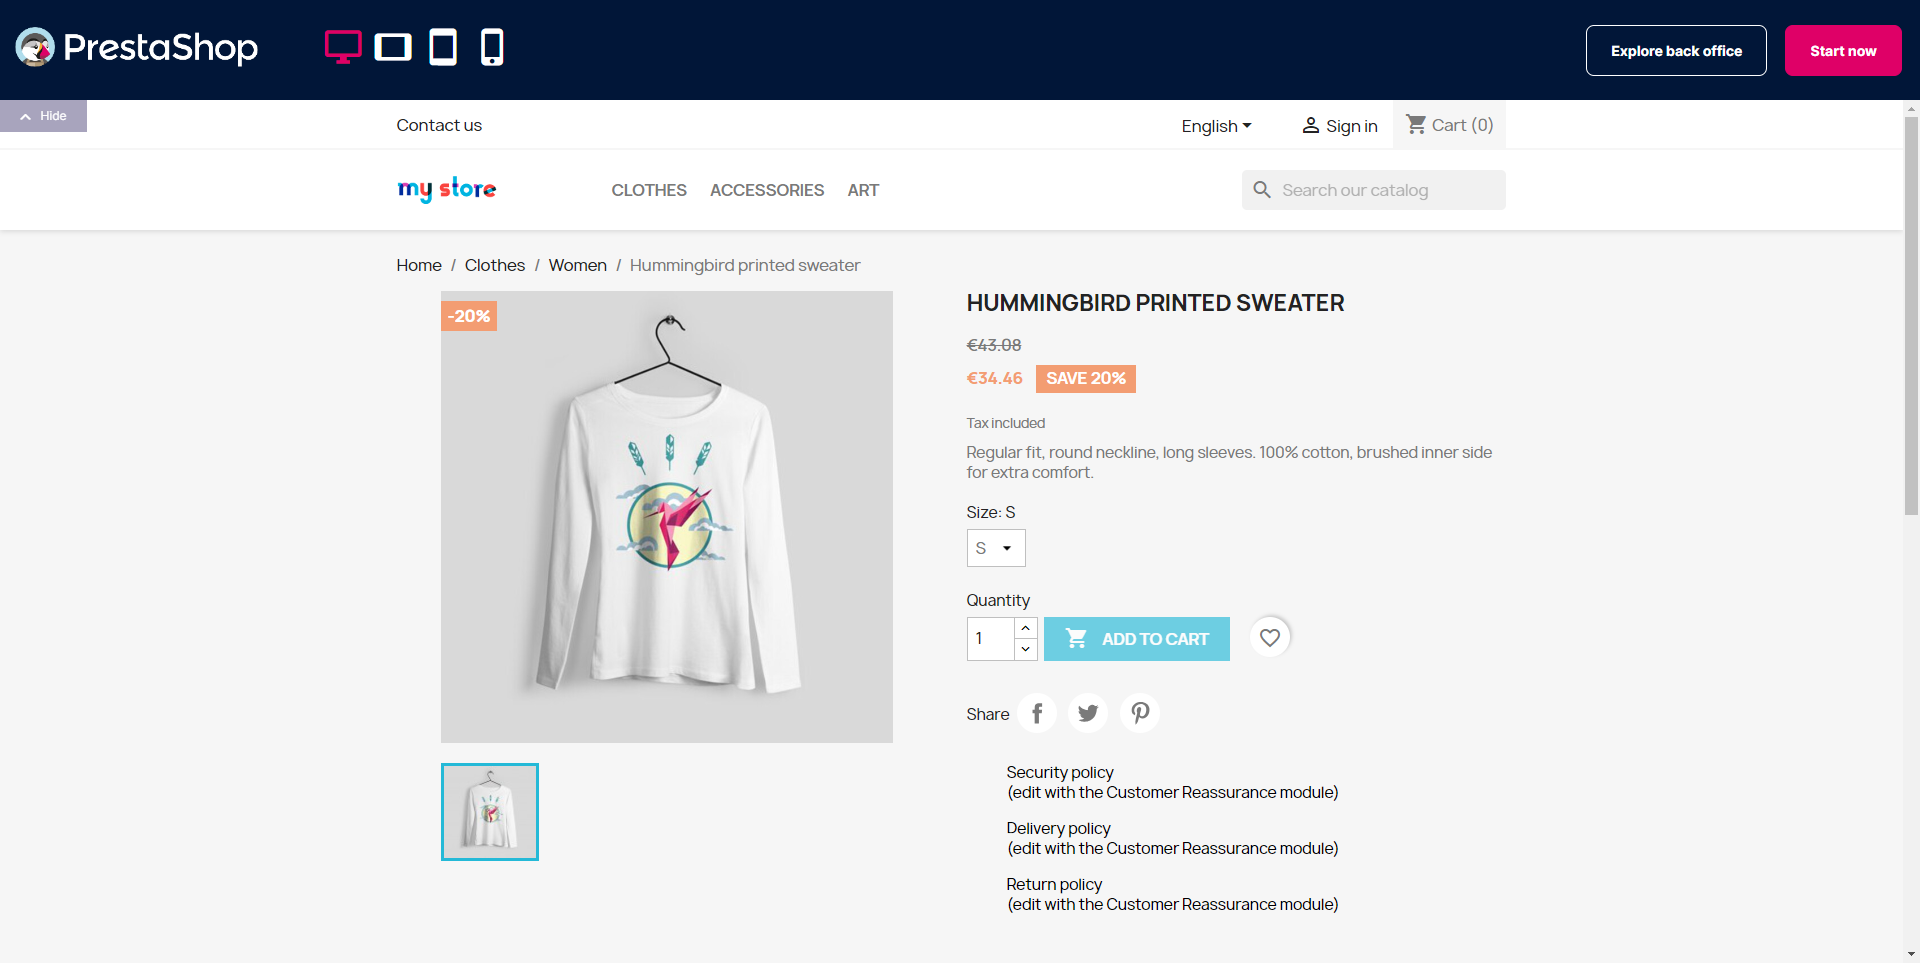 PrestaShop
Explore back office
Start now
Hide
Contact us
English
Sign in
Cart (0)
my store
CLOTHES
ACCESSORIES
ART
Search our catalog
Home / Clothes / Women / Hummingbird printed sweater
-20%
HUMMINGBIRD PRINTED SWEATER
€43.08
€34.46
SAVE 20%
Tax included
Regular fit, round neckline, long sleeves. 100% cotton, brushed inner side
for extra comfort.
Size: S
S
Quantity
1
ADD TO CART
Share
Security policy
(edit with the Customer Reassurance module)
Delivery policy
(edit with the Customer Reassurance module)
Return policy
(edit with the Customer Reassurance module)